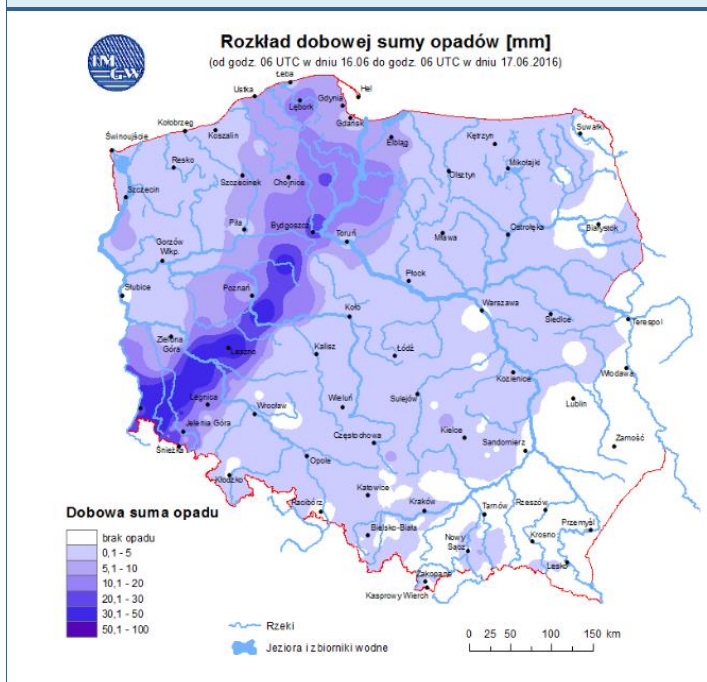 IM
GW
Rozkład dobowej sumy opadów [mm]
(od godz. 06 UTC w dniu 16.06 do godz. 06 UTC w dniu 17.06.2016)
Łeba
Hel
Ustka
Gdynia
Lębork
Gdańsk
Suwałki
Kołobrzeg
Koszalin
Elbląg
Kętrzyn
Świnoujście
Resko
Olsztyn
Mikołajki
Szczecinek
Chojnice
Szczecin
Piła
Bydgoszcz
Toruń
Mława
Ostrołęka
Białystok
Gorzów
Wlkp.
Płock
Słubice
Poznań
Koło
Warszawa
Siedlce
Terespol
Zielona
Góra
Leszno
Kalisz
Łódź
Kozienice
Włodawa
Legnica
Wrocław
Wieluń
Sulejów
Lublin
Jelenia Góra
Częstochowa
Kielce
Sandomierz
Zamość
Śnieżka
Opole
Kłodzko
Racibórz
Katowice
Kraków
Tarnów
Rzeszów
Przemyśl
Bielsko-Biała
Nowy
Sącz
Krosno
Lesko
Zakopane
Kasprowy Wierch
Dobowa suma opadu
brak opadu
0,1 - 5
5,1 - 10
10,1 - 20
20,1 - 30
30,1 - 50
50,1 - 100
Rzeki
Jeziora i zbiorniki wodne
0 25 50 100 150 km